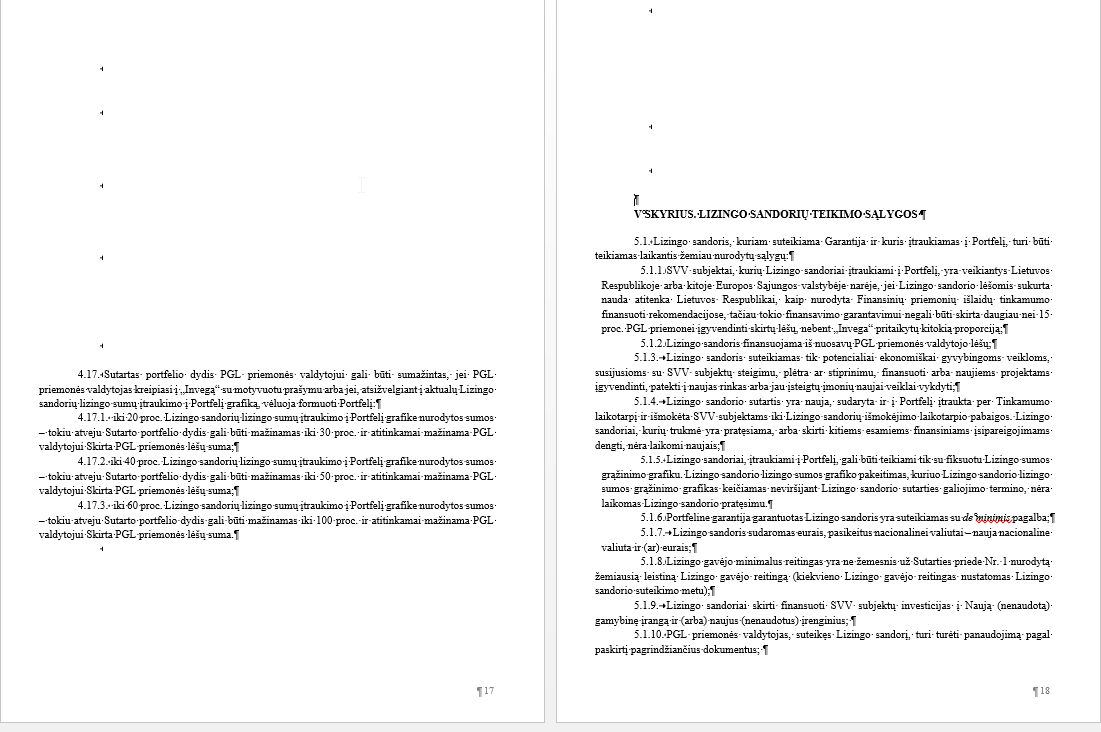 4.17. Sutartas portfelio dydis PGL priemonės valdytojui gali būti sumažintas, jei PGL
priemonės valdytojas kreipiasi į „Invegą“ su motyvuotu prašymu arba jei, atsižvelgiant į aktualų Lizingo
sandorių lizingo sumų įtraukimo į Portfelį grafiką, vėluoja formuoti Portfelį:¶
4.17.1. iki 20 proc. Lizingo sandorių lizingo sumų įtraukimo į Portfelį grafike nurodytos sumos
– tokiu atveju Sutarto portfelio dydis gali būti mažinamas iki 30 proc. ir atitinkamai mažinama PGL
valdytojui Skirta PGL priemonės lėšų suma;¶
4.17.2. iki 40 proc. Lizingo sandorių lizingo sumų įtraukimo į Portfelį grafike nurodytos sumos
– tokiu atveju Sutarto portfelio dydis gali būti mažinamas iki 50 proc. ir atitinkamai mažinama PGL
valdytojui Skirta PGL priemonės lėšų suma;¶
4.17.3. iki 60 proc. Lizingo sandorių lizingo sumų įtraukimo į Portfelį grafike nurodytos sumos
– tokiu atveju Sutarto portfelio dydis gali būti mažinamas iki 100 proc. ir atitinkamai mažinama PGL
valdytojui Skirta PGL priemonės lėšų suma.¶
¶ 17
¶
V SKYRIUS. LIZINGO SANDORIŲ TEIKIMO SĄLYGOS¶
5.1. Lizingo sandoris, kuriam suteikiama Garantija ir kuris įtraukiamas į Portfelį, turi būti
teikiamas laikantis žemiau nurodytų sąlygų:¶
5.1.1. SVV subjektai, kurių Lizingo sandoriai įtraukiami į Portfelį, yra veikiantys Lietuvos
Respublikoje arba kitoje Europos Sąjungos valstybėje narėje, jei Lizingo sandorio lėšomis sukurta
nauda atitenka Lietuvos Respublikai, kaip nurodyta Finansinių priemonių išlaidų tinkamumo
finansuoti rekomendacijose, tačiau tokio finansavimo garantavimui negali būti skirta daugiau nei 15
proc. PGL priemonei įgyvendinti skirtų lėšų, nebent „Invega“ pritaikytų kitokią proporciją;¶
5.1.2. Lizingo sandoris finansuojama iš nuosavų PGL priemonės valdytojo lėšų;¶
5.1.3. Lizingo sandoris suteikiamas tik potencialiai ekonomiškai gyvybingoms veikloms,
susijusioms su SVV subjektų steigimu, plėtra ar stiprinimu, finansuoti arba naujiems projektams
įgyvendinti, patekti į naujas rinkas arba jau įsteigtų įmonių naujai veiklai vykdyti;¶
5.1.4. Lizingo sandorio sutartis yra nauja, sudaryta ir į Portfelį įtraukta per Tinkamumo
laikotarpį ir išmokėta SVV subjektams iki Lizingo sandorių išmokėjimo laikotarpio pabaigos. Lizingo
sandoriai, kurių trukmė yra pratęsiama, arba skirti kitiems esamiems finansiniams įsipareigojimams
dengti, nėra laikomi naujais;¶
5.1.5. Lizingo sandoriai, įtraukiami į Portfelį, gali būti teikiami tik su fiksuotu Lizingo sumos
grąžinimo grafiku. Lizingo sandorio lizingo sumos grafiko pakeitimas, kuriuo Lizingo sandorio lizingo
sumos grąžinimo grafikas keičiamas neviršijant Lizingo sandorio sutarties galiojimo termino, nėra
laikomas Lizingo sandorio pratęsimu.¶
5.1.6. Portfeline garantija garantuotas Lizingo sandoris yra suteikiamas su de minimis pagalba;¶
5.1.7. Lizingo sandoris sudaromas eurais, pasikeitus nacionalinei valiutai – nauja nacionaline
valiuta ir (ar) eurais;¶
5.1.8. Lizingo gavėjo minimalus reitingas yra ne žemesnis už Sutarties priede Nr. 1 nurodytą
žemiausią leistiną Lizingo gavėjo reitingą (kiekvieno Lizingo gavėjo reitingas nustatomas Lizingo
sandorio suteikimo metu);¶
5.1.9. Lizingo sandoriai skirti finansuoti SVV subjektų investicijas į Naują (nenaudotą)
gamybinę įrangą ir (arba) naujus (nenaudotus) įrenginius; ¶
5.1.10. PGL priemonės valdytojas, suteikęs Lizingo sandorį, turi turėti panaudojimą pagal
paskirtį pagrindžiančius dokumentus; ¶
¶ 18